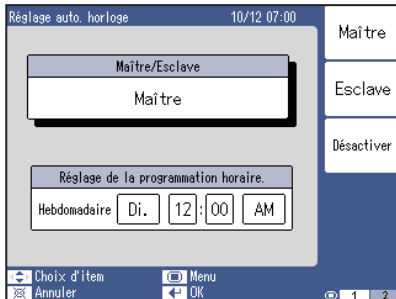 Réglage auto. horloge 10/12 07:00
Maître/Esclave
Maître
Réglage de la programmation horaire.
Hebdomadaire Di. 12:00 AM
Maître
Esclave
Désactiver
Choix d'item Menu
Annuler OK
1 2